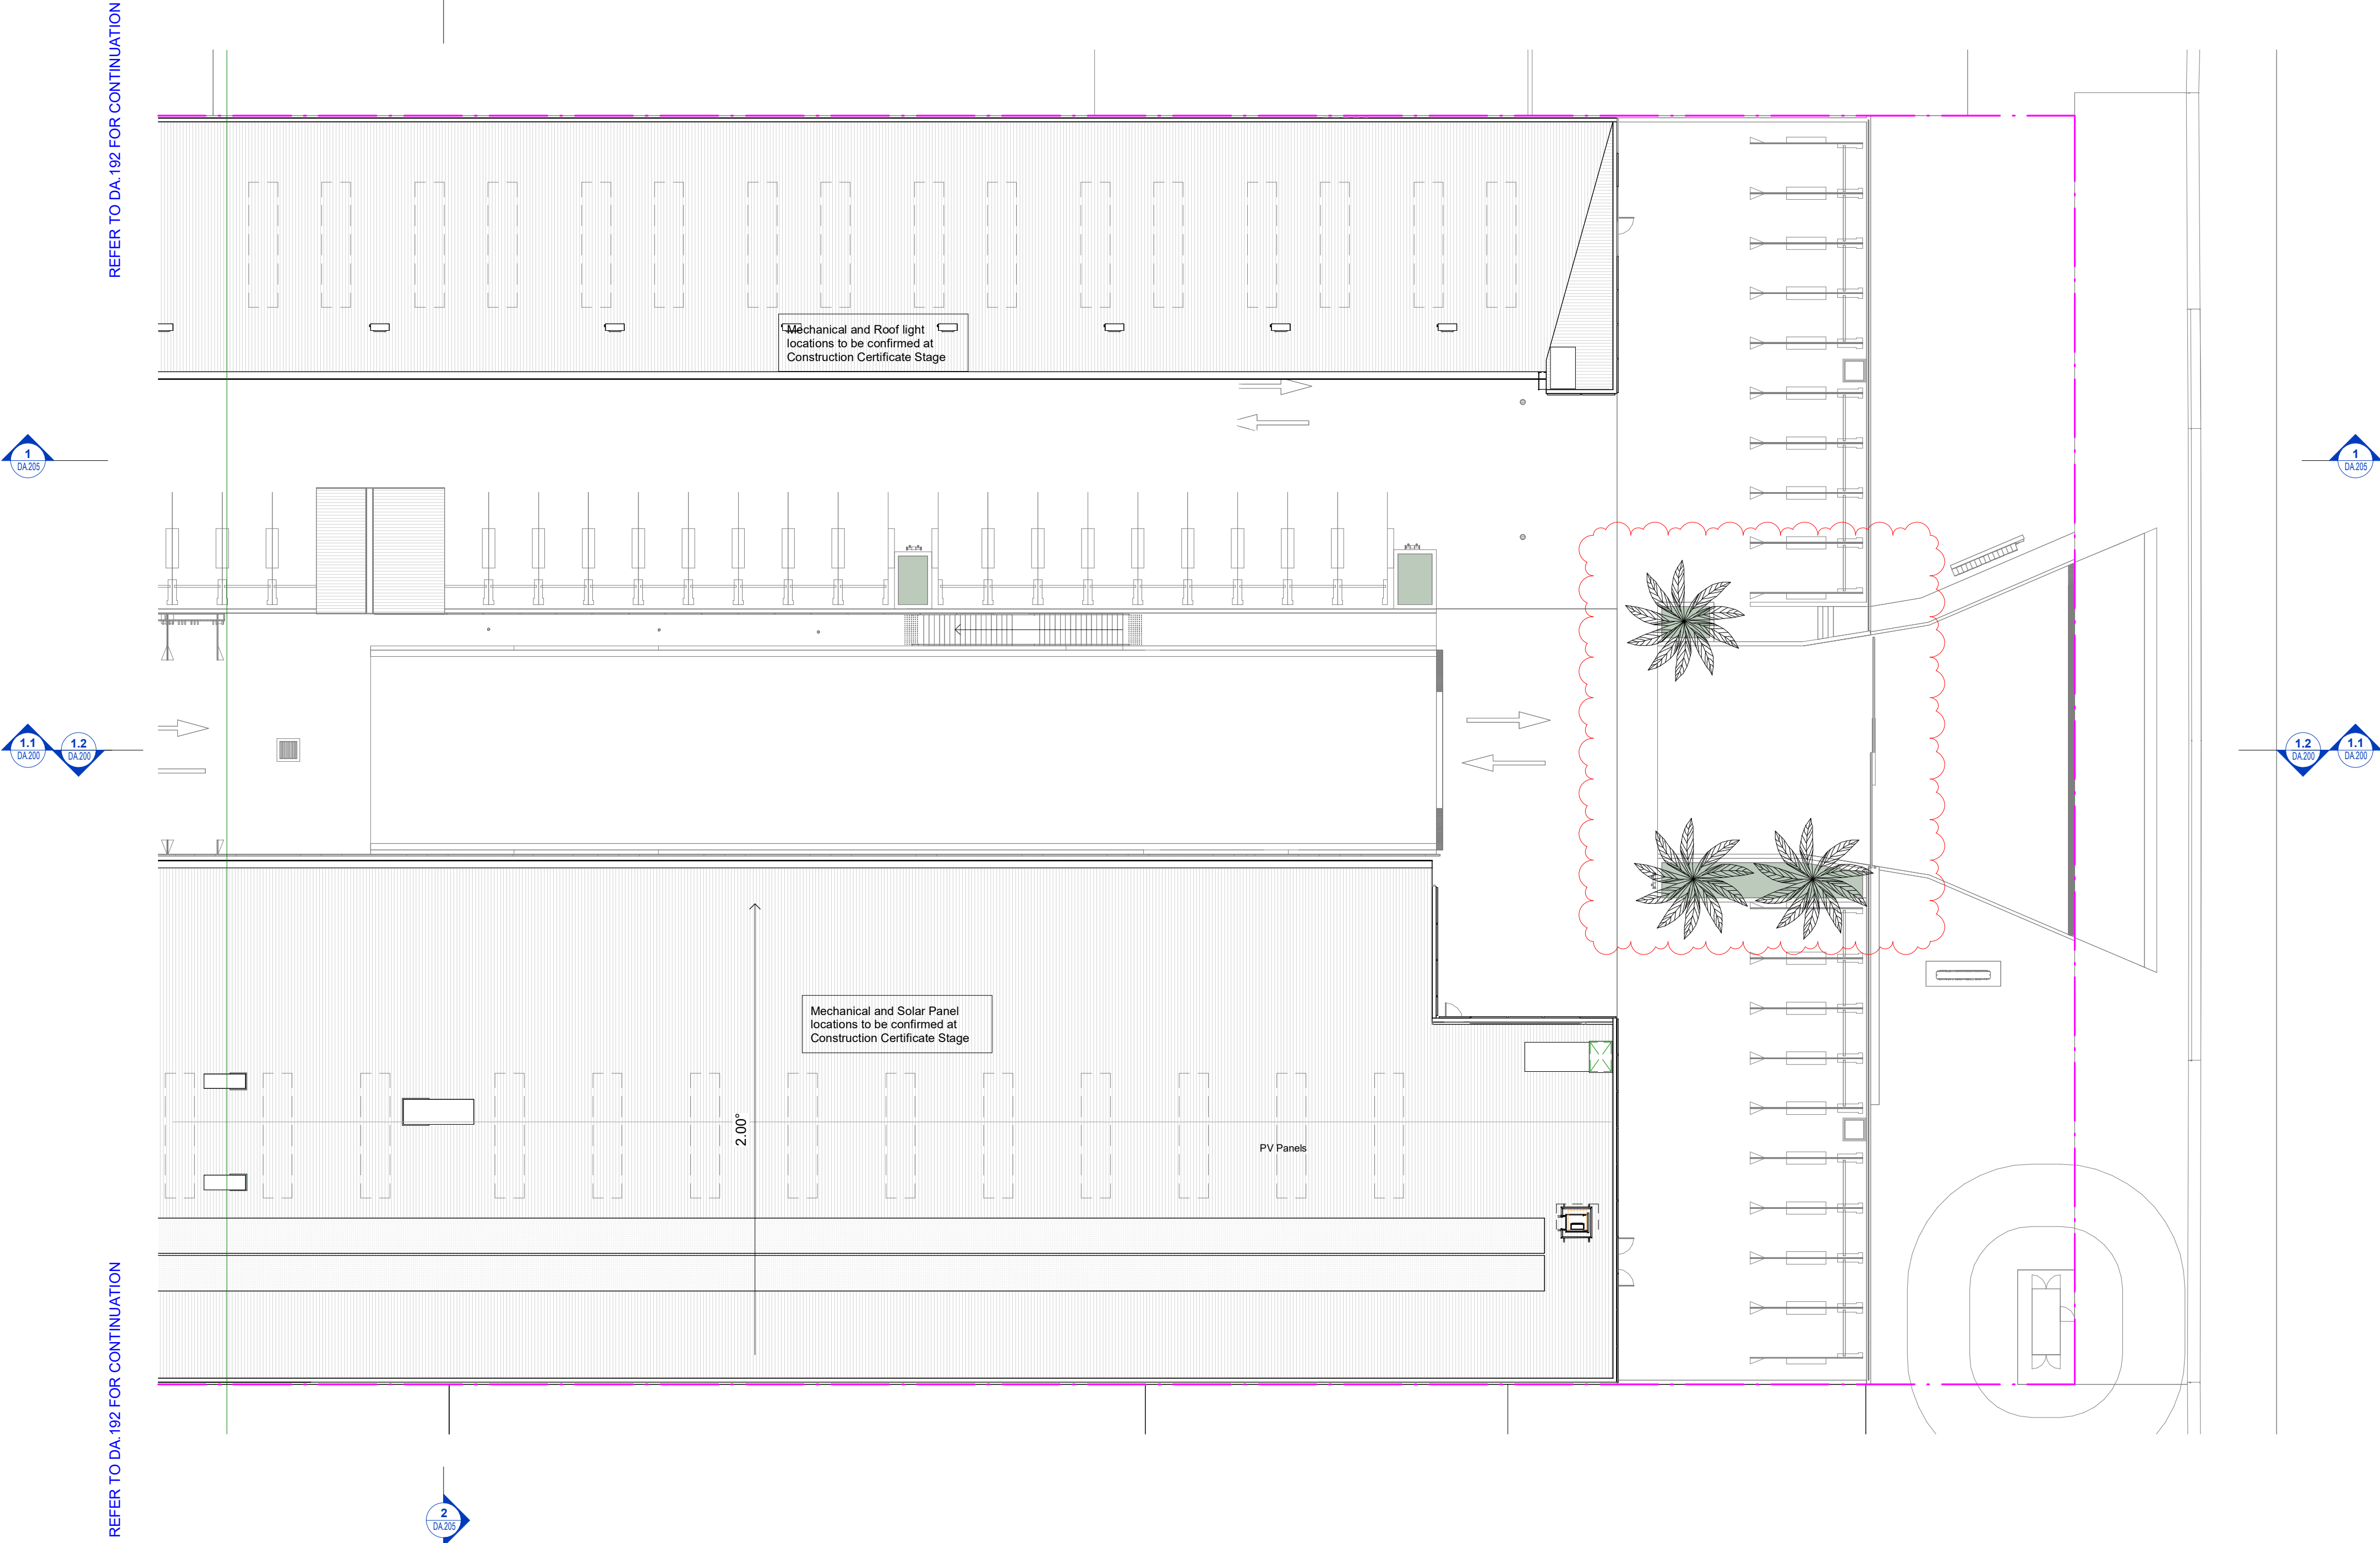 REFER TO DA.192 FOR CONTINUATION
Mechanical and Roof light
locations to be confirmed at
Construction Certificate Stage
1
DA.205
1
DA.205
1.1
DA.200
1.2
DA.200
1.2
DA.200
1.1
DA.200
Mechanical and Solar Panel
locations to be confirmed at
Construction Certificate Stage
2.00°
PV Panels
REFER TO DA.192 FOR CONTINUATION
2
DA.205